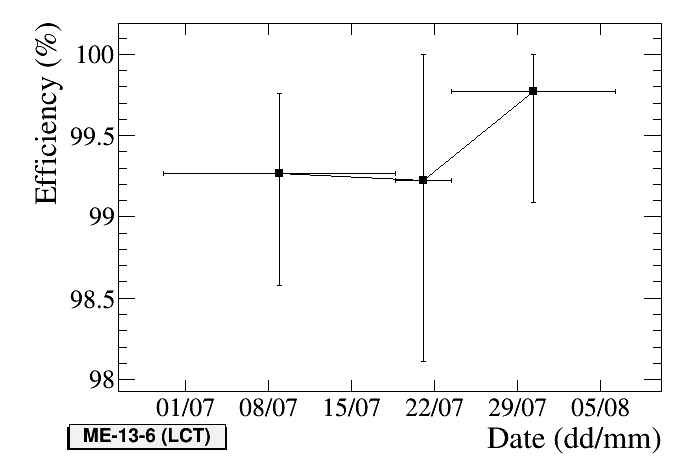 Efficiency (%)
100
99.5
99
98.5
98
01/07 08/07 15/07 22/07 29/07 05/08
Date (dd/mm)
ME-13-6 (LCT)